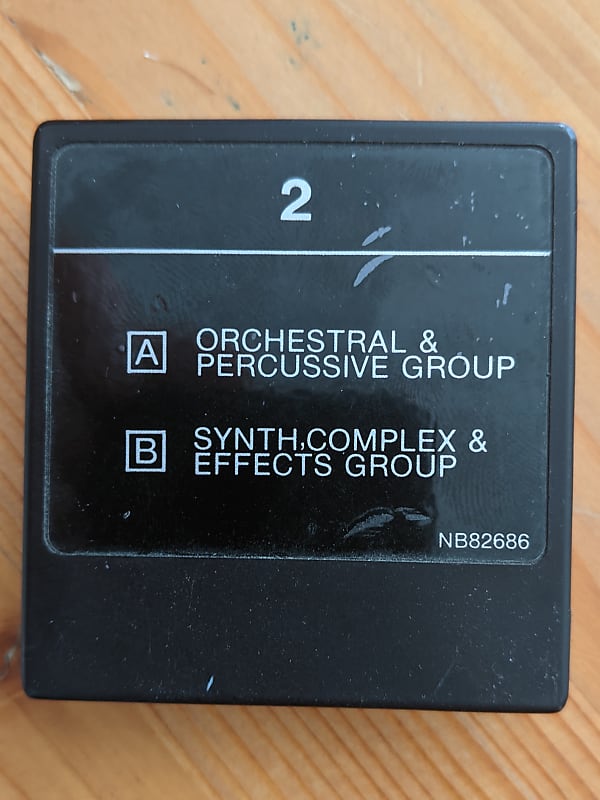 2
A ORCHESTRAL &
PERCUSSIVE GROUP
B SYNTH,COMPLEX &
EFFECTS GROUP
NB82686